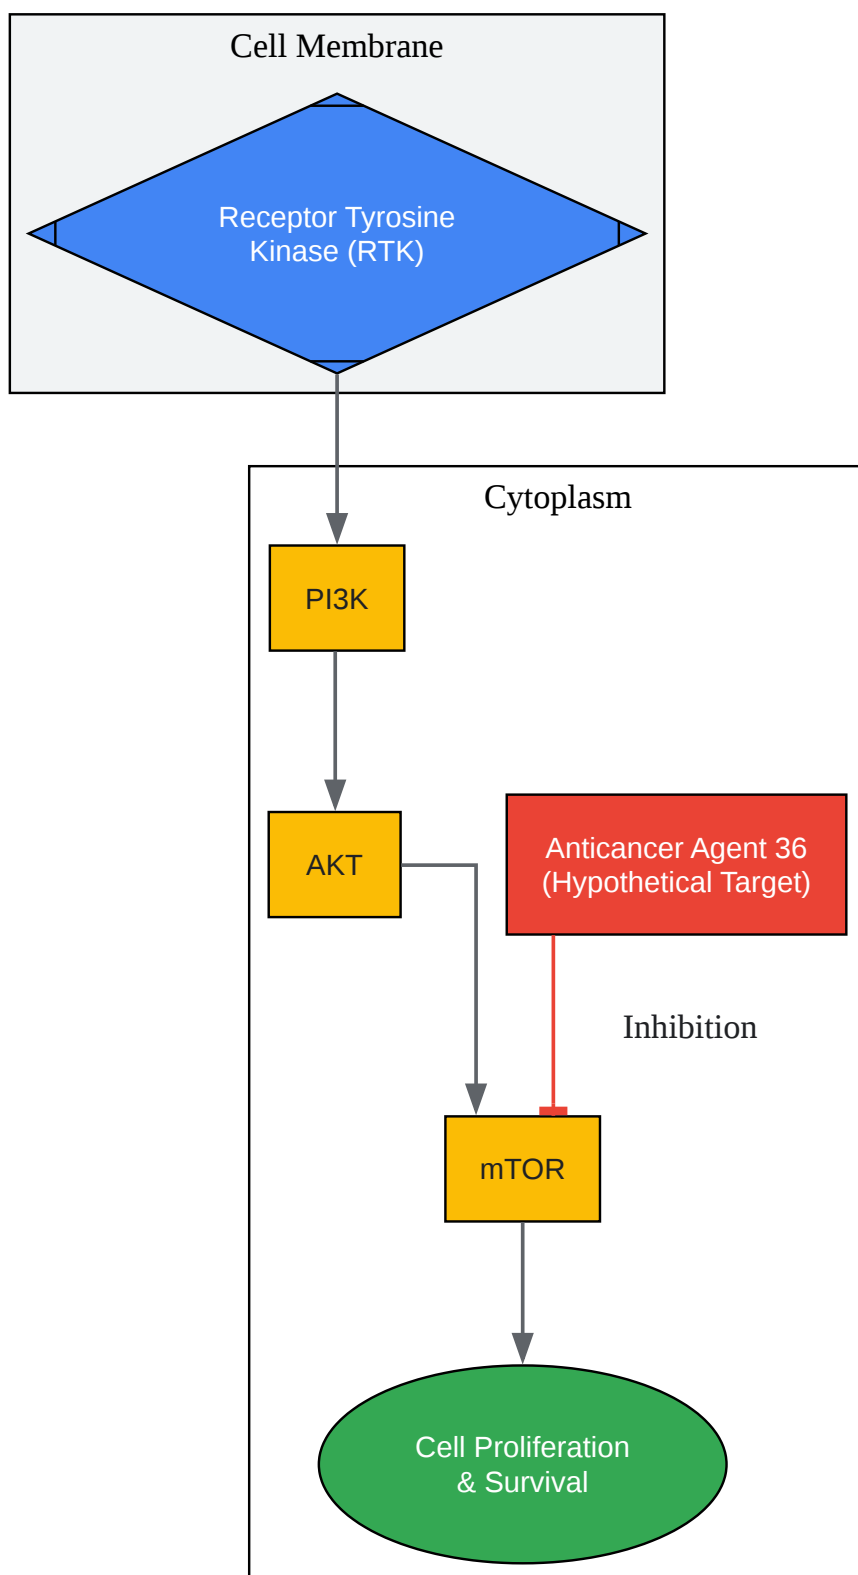 Cell Membrane
Receptor Tyrosine
Kinase (RTK)
Cytoplasm
PI3K
AKT
Anticancer Agent 36
(Hypothetical Target)
Inhibition
mTOR
Cell Proliferation
& Survival